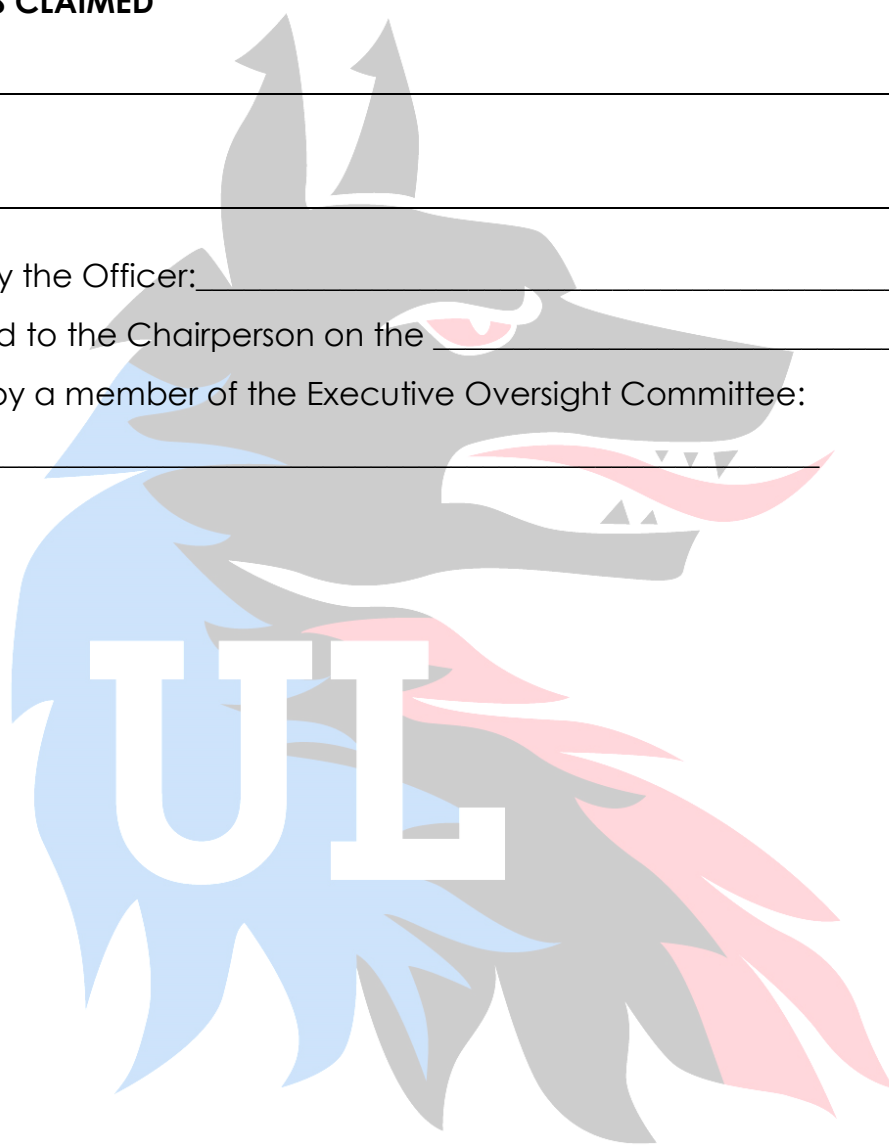 CLAIMED
y the Officer:
d to the Chairperson on the
by a member of the Executive Oversight Committee:
UL